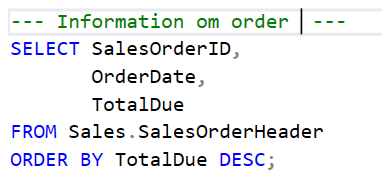 --- Information om order  ---
SELECT SalesOrderID,
       OrderDate,
       TotalDue
FROM Sales.SalesOrderHeader
ORDER BY TotalDue DESC;